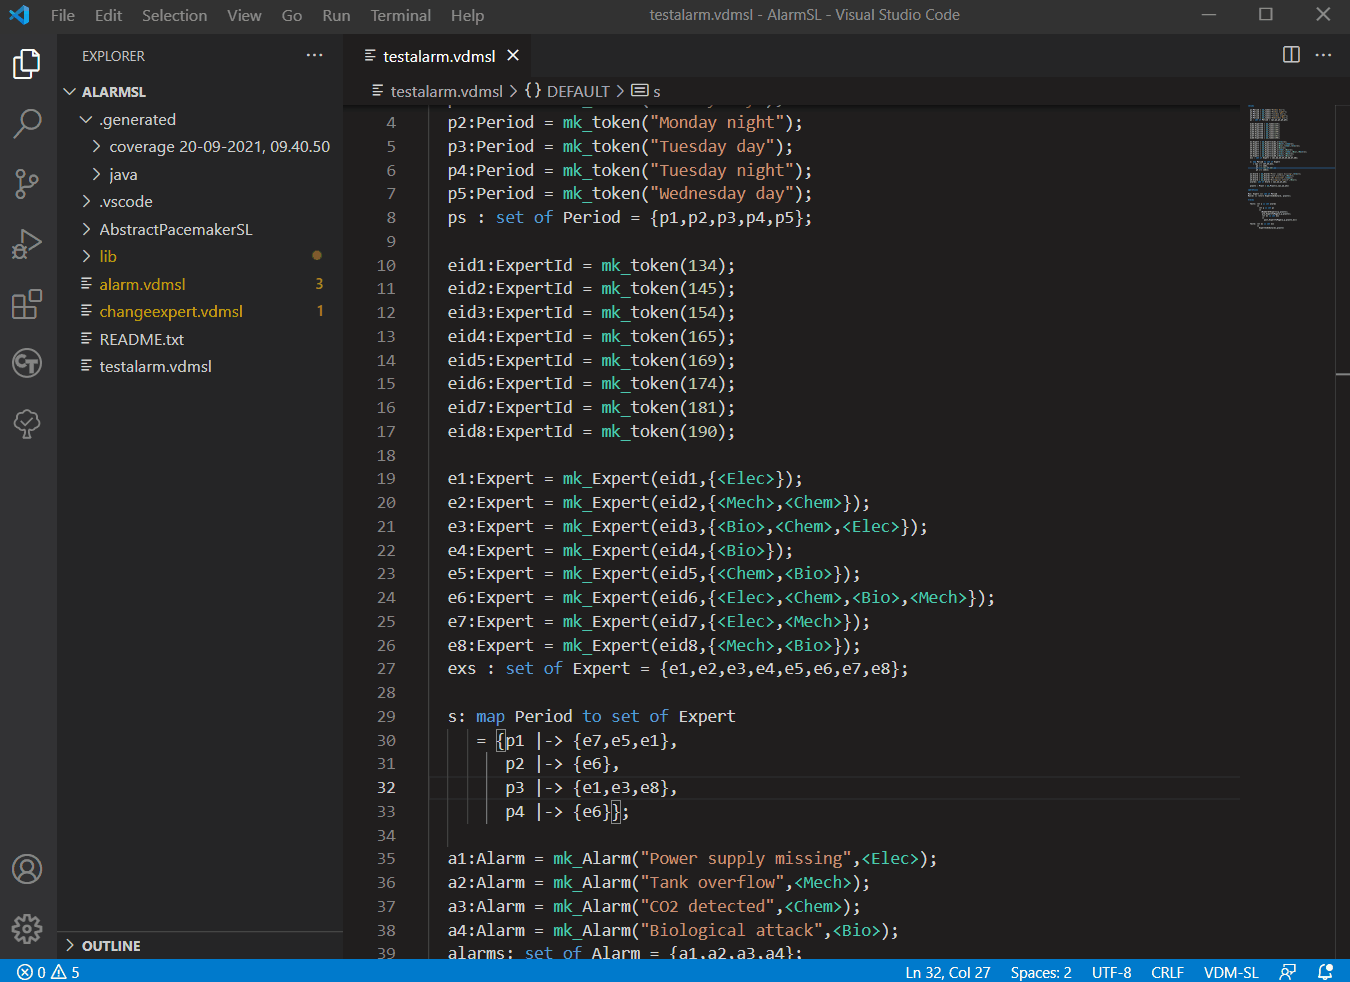 File Edit Selection View Go Run Terminal Help
testalarm.vdmsl - AlarmSL - Visual Studio Code
EXPLORER
ALARMSL
.generated
coverage 20-09-2021, 09.40.50
java
.vscode
AbstractPacemakerSL
lib
alarm.vdmsl 3
changeexpert.vdmsl 1
README.txt
testalarm.vdmsl
OUTLINE
testalarm.vdmsl
testalarm.vdmsl > {} DEFAULT > s
4 p2:Period = mk_token("Monday night");
5 p3:Period = mk_token("Tuesday day");
6 p4:Period = mk_token("Tuesday night");
7 p5:Period = mk_token("Wednesday day");
8 ps : set of Period = {p1,p2,p3,p4,p5};
9
10 eid1:ExpertId = mk_token(134);
11 eid2:ExpertId = mk_token(145);
12 eid3:ExpertId = mk_token(154);
13 eid4:ExpertId = mk_token(165);
14 eid5:ExpertId = mk_token(169);
15 eid6:ExpertId = mk_token(174);
16 eid7:ExpertId = mk_token(181);
17 eid8:ExpertId = mk_token(190);
18
19 e1:Expert = mk_Expert(eid1,{<Elec>});
20 e2:Expert = mk_Expert(eid2,{<Mech>,<Chem>});
21 e3:Expert = mk_Expert(eid3,{<Bio>,<Chem>,<Elec>});
22 e4:Expert = mk_Expert(eid4,{<Bio>});
23 e5:Expert = mk_Expert(eid5,{<Chem>,<Bio>});
24 e6:Expert = mk_Expert(eid6,{<Elec>,<Chem>,<Bio>,<Mech>});
25 e7:Expert = mk_Expert(eid7,{<Elec>,<Mech>});
26 e8:Expert = mk_Expert(eid8,{<Mech>,<Bio>});
27 exs : set of Expert = {e1,e2,e3,e4,e5,e6,e7,e8};
28
29 s: map Period to set of Expert
30 = {p1 |-> {e7,e5,e1},
31 p2 |-> {e6},
32 p3 |-> {e1,e3,e8},
33 p4 |-> {e6}};
34
35 a1:Alarm = mk_Alarm("Power supply missing",<Elec>);
36 a2:Alarm = mk_Alarm("Tank overflow",<Mech>);
37 a3:Alarm = mk_Alarm("CO2 detected",<Chem>);
38 a4:Alarm = mk_Alarm("Biological attack",<Bio>);
39 alarms: set of Alarm = {a1,a2,a3,a4};
0 5 Ln 32, Col 27 Spaces: 2 UTF-8 CRLF VDM-SL